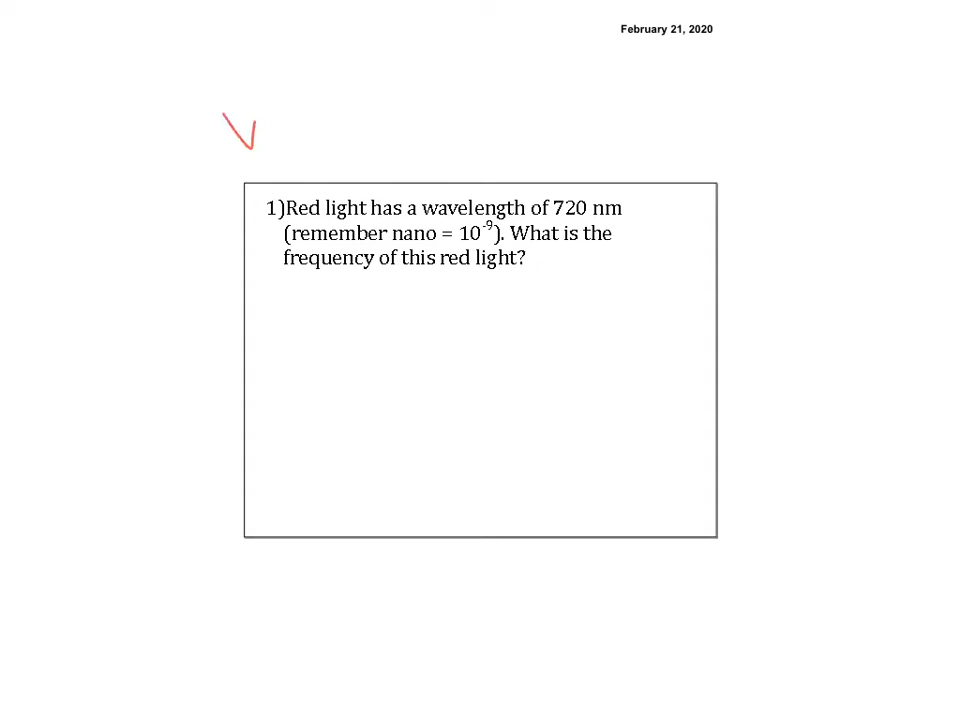 February 21, 2020
V
1)Red light has a wavelength of 720 nm
(remember nano = 10⁻⁹). What is the
frequency of this red light?